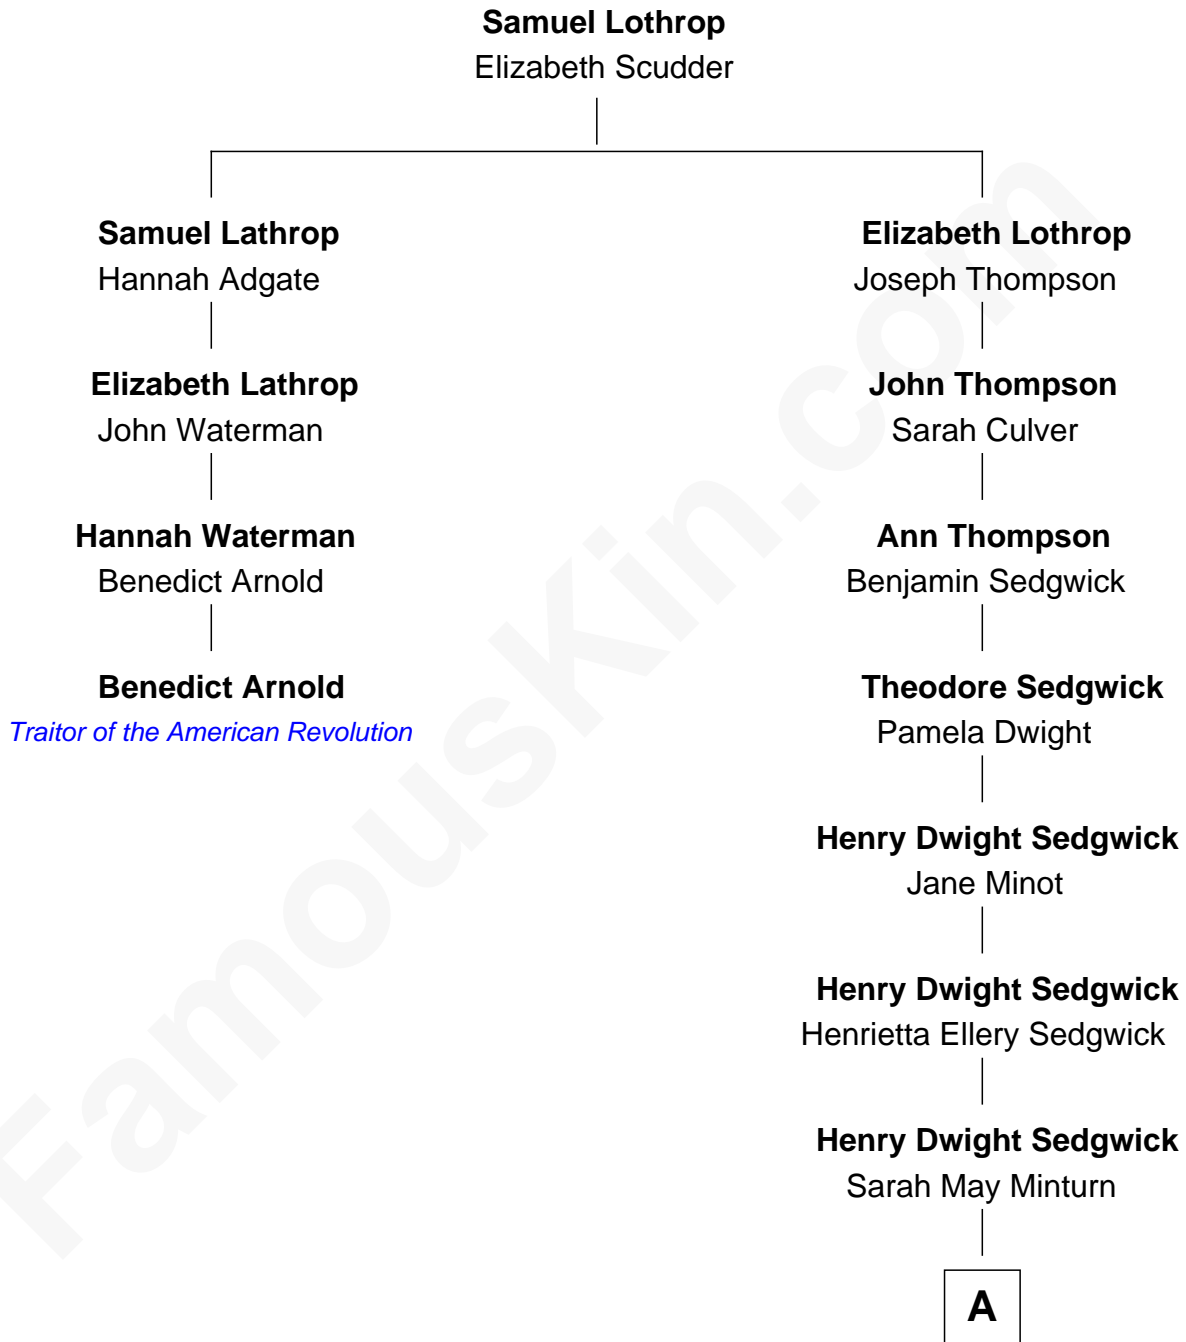 Samuel Lothrop
Elizabeth Scudder
Samuel Lathrop
Hannah Adgate
Elizabeth Lathrop
John Waterman
Hannah Waterman
Benedict Arnold
Benedict Arnold
Traitor of the American Revolution
Elizabeth Lothrop
Joseph Thompson
John Thompson
Sarah Culver
Ann Thompson
Benjamin Sedgwick
Theodore Sedgwick
Pamela Dwight
Henry Dwight Sedgwick
Jane Minot
Henry Dwight Sedgwick
Henrietta Ellery Sedgwick
Henry Dwight Sedgwick
Sarah May Minturn
A
FamousKin.com